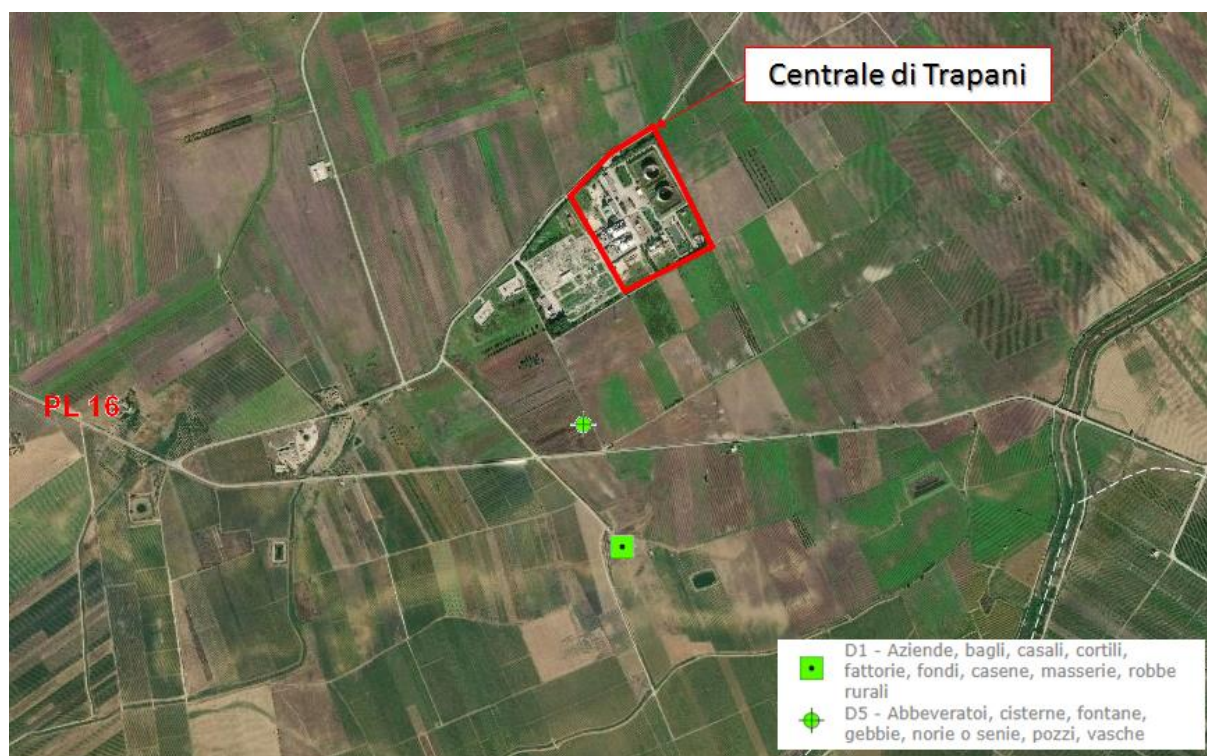 Centrale di Trapani
PL 16
D1 - Aziende, bagli, casali, cortili,
fattorie, fondi, casene, masserie, robbe
rurali
D5 - Abbeveratoi, cisterne, fontane,
gebbie, norie o senie, pozzi, vasche